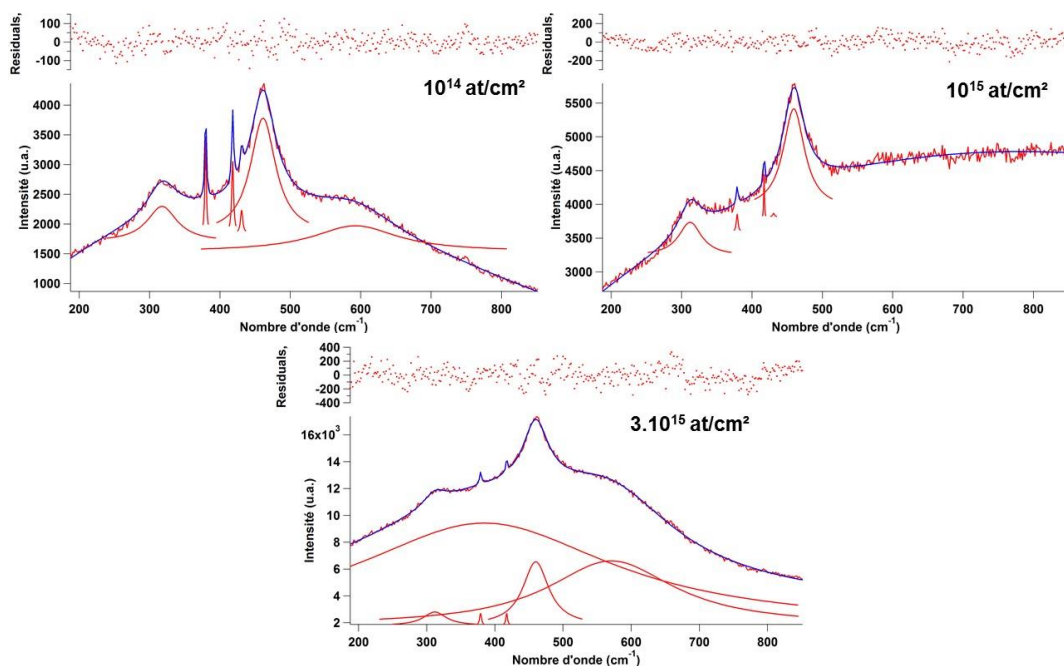 Residuals,
100
0
-100
10¹⁴ at/cm²
Intensité (u.a.)
4000
3500
3000
2500
2000
1500
1000
200 300 400 500 600 700 800
Nombre d'onde (cm⁻¹)
Residuals,
200
0
-200
10¹⁵ at/cm²
Intensité (u.a.)
5500
5000
4500
4000
3500
3000
200 300 400 500 600 700 800
Nombre d'onde (cm⁻¹)
Residuals,
400
200
0
-200
-400
3.10¹⁵ at/cm²
Intensité (u.a.)
16x10³
14
12
10
8
6
4
2
200 300 400 500 600 700 800
Nombre d'onde (cm⁻¹)